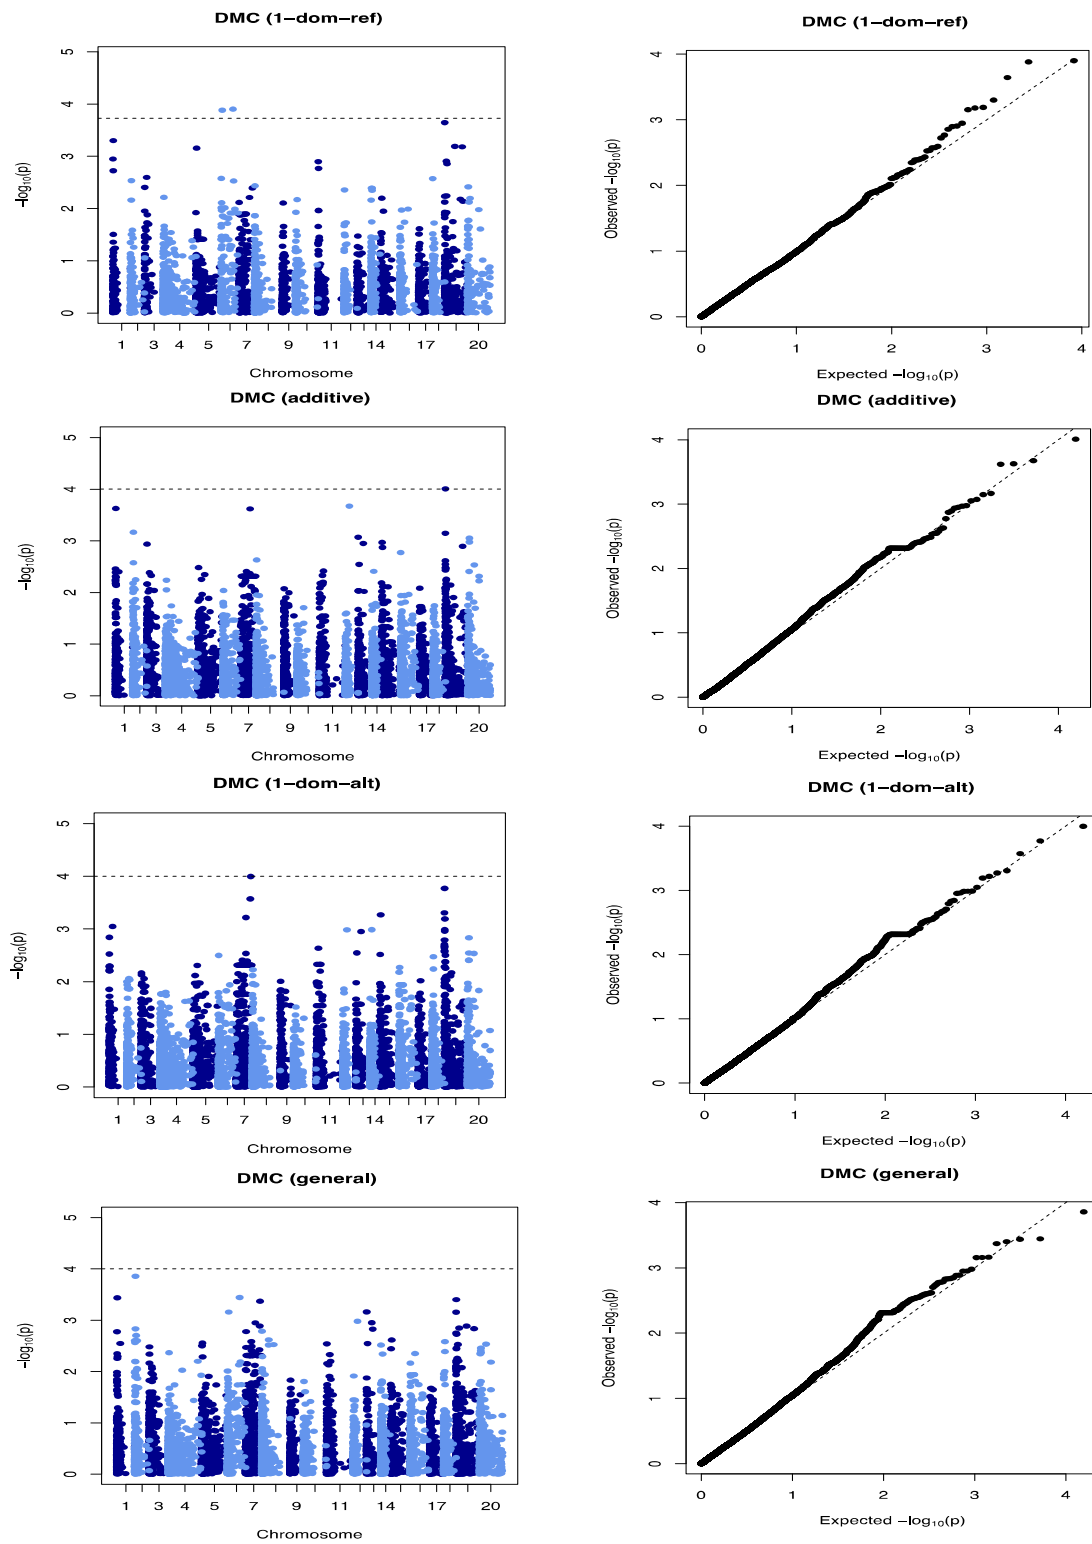 DMC (1−dom−ref)
5
4
3
2
1
0
−log10(p)
1 3 4 5 7 9 11 14 17 20
Chromosome
DMC (1−dom−ref)
4
3
2
1
0
Observed −log10(p)
0 1 2 3 4
Expected −log10(p)
DMC (additive)
5
4
3
2
1
0
−log10(p)
1 3 4 5 7 9 11 14 17 20
Chromosome
DMC (additive)
4
3
2
1
0
Observed −log10(p)
0 1 2 3 4
Expected −log10(p)
DMC (1−dom−alt)
5
4
3
2
1
0
−log10(p)
1 3 4 5 7 9 11 14 17 20
Chromosome
DMC (1−dom−alt)
4
3
2
1
0
Observed −log10(p)
0 1 2 3 4
Expected −log10(p)
DMC (general)
5
4
3
2
1
0
−log10(p)
1 3 4 5 7 9 11 14 17 20
Chromosome
DMC (general)
4
3
2
1
0
Observed −log10(p)
0 1 2 3 4
Expected −log10(p)